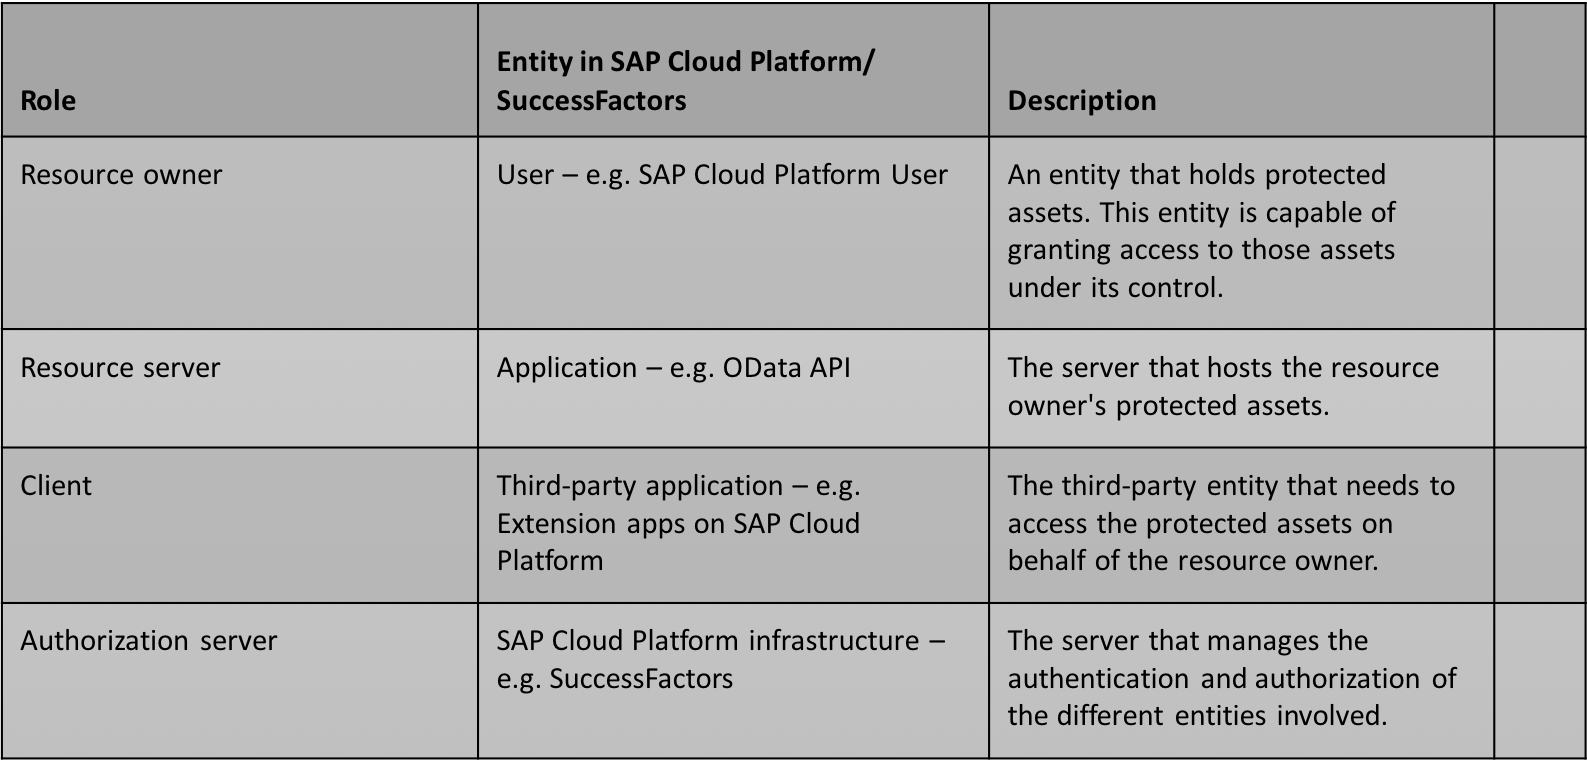 Role
Entity in SAP Cloud Platform/
SuccessFactors
Description
Resource owner
User – e.g. SAP Cloud Platform User
An entity that holds protected
assets. This entity is capable of
granting access to those assets
under its control.
Resource server
Application – e.g. OData API
The server that hosts the resource
owner's protected assets.
Client
Third-party application – e.g.
Extension apps on SAP Cloud
Platform
The third-party entity that needs to
access the protected assets on
behalf of the resource owner.
Authorization server
SAP Cloud Platform infrastructure –
e.g. SuccessFactors
The server that manages the
authentication and authorization of
the different entities involved.